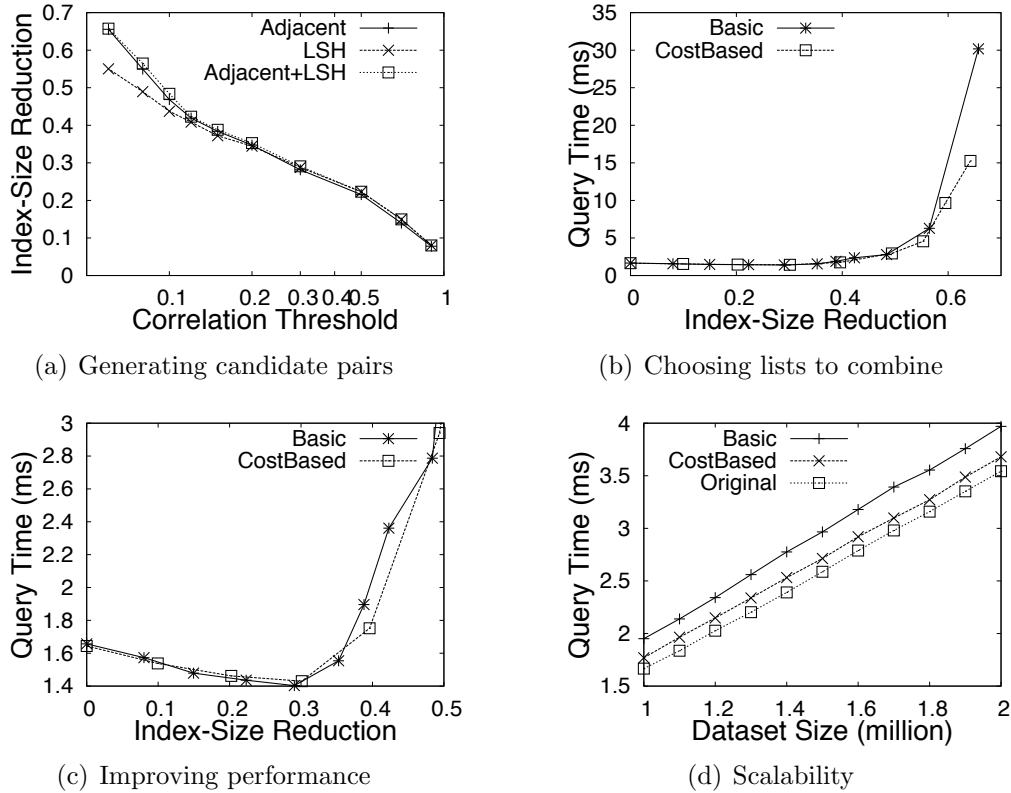 0.7
0.6
0.5
0.4
0.3
0.2
0.1
0
Index-Size Reduction
Adjacent
LSH
Adjacent+LSH
0.1 0.2 0.3 0.4 0.5 1
Correlation Threshold
(a) Generating candidate pairs
35
30
25
20
15
10
5
0
Query Time (ms)
Basic
CostBased
0 0.2 0.4 0.6
Index-Size Reduction
(b) Choosing lists to combine
3
2.8
2.6
2.4
2.2
2
1.8
1.6
1.4
Query Time (ms)
Basic
CostBased
0 0.1 0.2 0.3 0.4 0.5
Index-Size Reduction
(c) Improving performance
4
3.5
3
2.5
2
1.5
Query Time (ms)
Basic
CostBased
Original
1 1.2 1.4 1.6 1.8 2
Dataset Size (million)
(d) Scalability